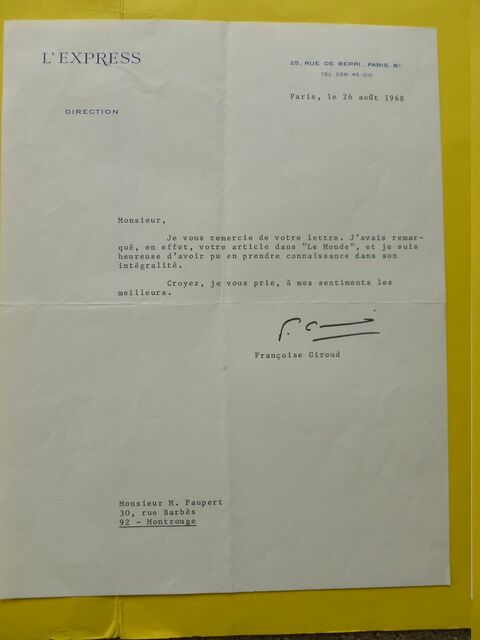 L'EXPRESS
25, RUE DE BERRI - PARIS. 8e
TEL 256-45-00
Paris, le 26 août 1968
DIRECTION
Monsieur,
Je vous remercie de votre lettre. J'avais remar-
qué, en effet, votre article dans "Le Monde", et je suis
heureuse d'avoir pu en prendre connaissance dans son
intégralité.
Croyez, je vous prie, à mes sentiments les
meilleurs.
Françoise Giroud
Monsieur M. Paupert
30, rue Barbès
92 - Montrouge